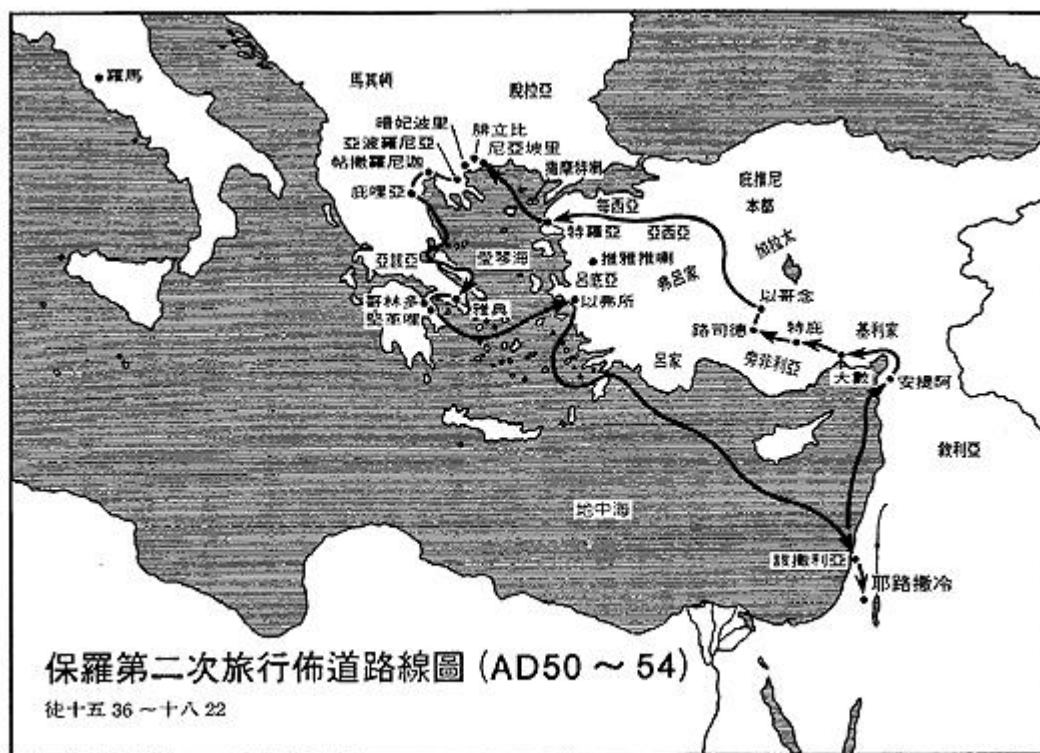 羅馬
馬其頓
暗妃波里
腓立比
亞波羅尼亞
尼亞坡里
帖撒羅尼迦
撒摩特喇
庇哩亞
每西亞
庇推尼
本都
特羅亞
亞西亞
加拉太
亞該亞
愛琴海
推雅推喇
弗呂家
呂底亞
以弗所
以哥念
哥林多
雅典
堅革哩
路司德
特庇
基利家
呂家
旁非利亞
大數
安提阿
敘利亞
地中海
該撒利亞
耶路撒冷
保羅第二次旅行佈道路線圖 (AD50 ~ 54)
徒十五 36 ~ 十八 22